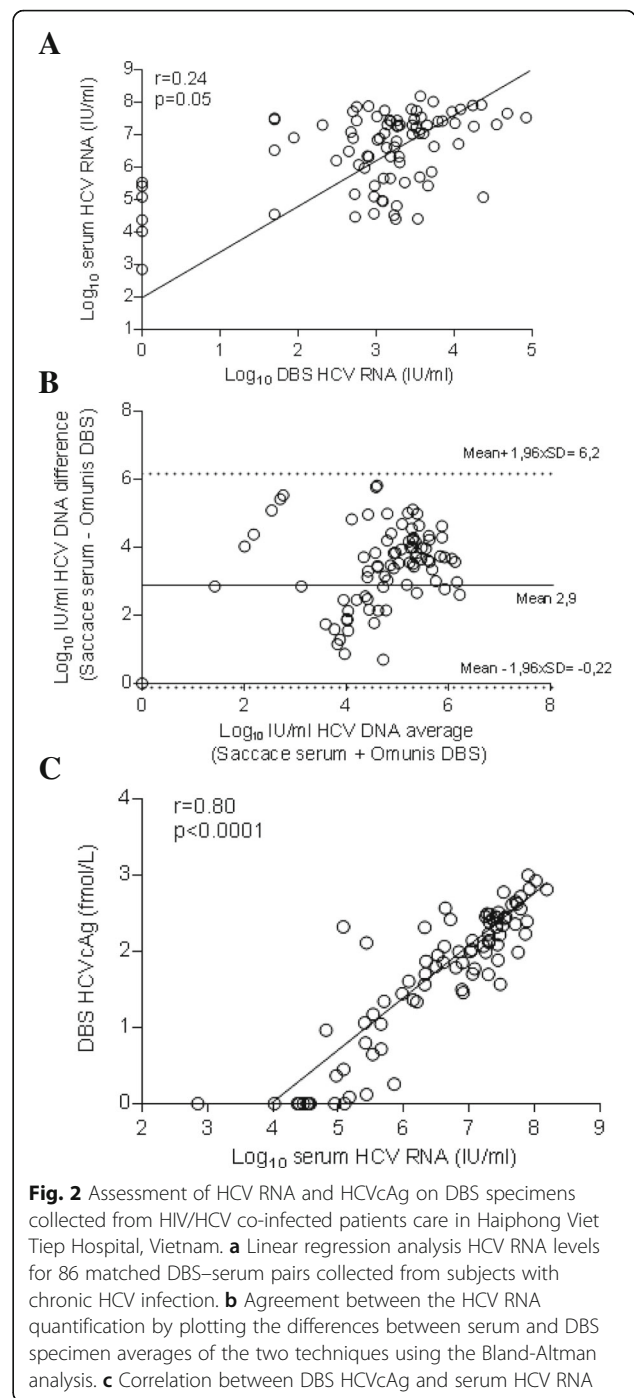 A
r=0.24
p=0.05
9
8
7
6
5
4
3
2
1
Log10 serum HCV RNA (IU/ml)
0 1 2 3 4 5
Log10 DBS HCV RNA (IU/ml)
B
8
6
4
2
0
Log10 IU/ml HCV DNA difference
(Saccace serum - Omunis DBS)
Mean+ 1,96xSD= 6,2
Mean 2,9
Mean - 1,96xSD= -0,22
0 2 4 6 8
Log10 IU/ml HCV DNA average
(Saccace serum + Omunis DBS)
C
r=0.80
p<0.0001
4
3
2
1
0
DBS HCVcAg (fmol/L)
2 3 4 5 6 7 8 9
Log10 serum HCV RNA (IU/ml)
Fig. 2 Assessment of HCV RNA and HCVcAg on DBS specimens
collected from HIV/HCV co-infected patients care in Haiphong Viet
Tiep Hospital, Vietnam. a Linear regression analysis HCV RNA levels
for 86 matched DBS–serum pairs collected from subjects with
chronic HCV infection. b Agreement between the HCV RNA
quantification by plotting the differences between serum and DBS
specimen averages of the two techniques using the Bland-Altman
analysis. c Correlation between DBS HCVcAg and serum HCV RNA